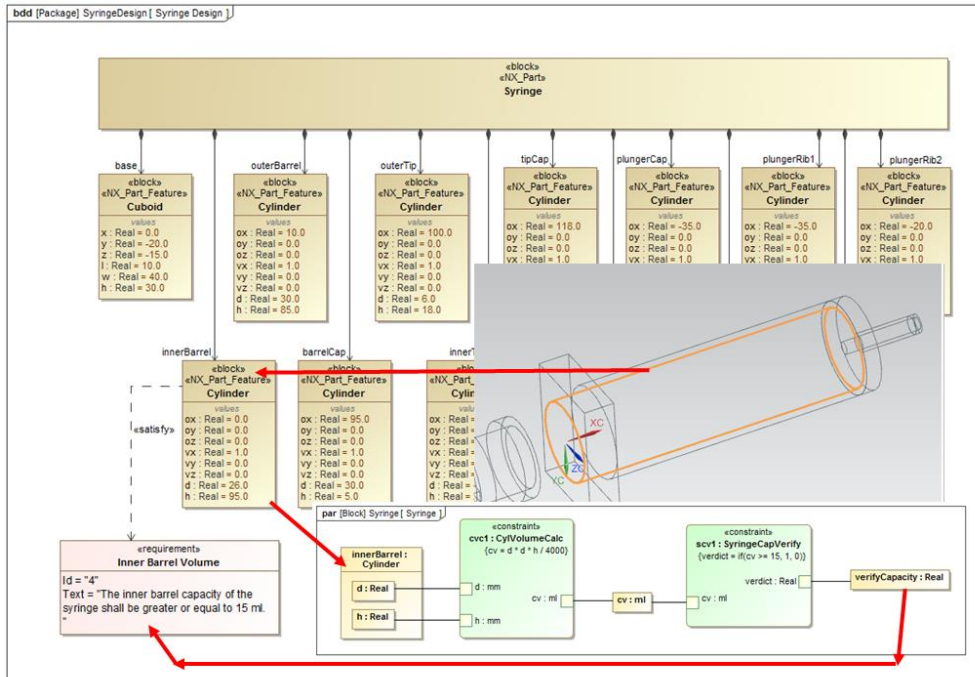 bdd [Package] SyringeDesign [ Syringe Design ]
«block»
«NX_Part»
Syringe
base
outerBarrel
outerTip
tipCap
plungerCap
plungerRib1
plungerRib2
«block»
«NX_Part_Feature»
Cuboid
values
x : Real = 0.0
y : Real = -20.0
z : Real = -15.0
l : Real = 10.0
w : Real = 40.0
h : Real = 30.0
«block»
«NX_Part_Feature»
Cylinder
values
ox : Real = 10.0
oy : Real = 0.0
oz : Real = 0.0
vx : Real = 1.0
vy : Real = 0.0
vz : Real = 0.0
d : Real = 30.0
h : Real = 85.0
«block»
«NX_Part_Feature»
Cylinder
values
ox : Real = 100.0
oy : Real = 0.0
oz : Real = 0.0
vx : Real = 1.0
vy : Real = 0.0
vz : Real = 0.0
d : Real = 6.0
h : Real = 18.0
«block»
«NX_Part_Feature»
Cylinder
values
ox : Real = 118.0
oy : Real = 0.0
oz : Real = 0.0
vx : Real = 1.0
«block»
«NX_Part_Feature»
Cylinder
values
ox : Real = -35.0
oy : Real = 0.0
oz : Real = 0.0
vx : Real = 1.0
«block»
«NX_Part_Feature»
Cylinder
values
ox : Real = -35.0
oy : Real = 0.0
oz : Real = 0.0
vx : Real = 1.0
«block»
«NX_Part_Feature»
Cylinder
values
ox : Real = -20.0
oy : Real = 0.0
oz : Real = 0.0
vx : Real = 1.0
innerBarrel
barrelCap
«block»
«NX_Part_Feature»
Cylinder
values
ox : Real = 0.0
oy : Real = 0.0
oz : Real = 0.0
vx : Real = 1.0
vy : Real = 0.0
vz : Real = 0.0
d : Real = 26.0
h : Real = 95.0
«block»
«NX_Part_Feature»
Cylinder
values
ox : Real = 95.0
oy : Real = 0.0
oz : Real = 0.0
vx : Real = 1.0
vy : Real = 0.0
vz : Real = 0.0
d : Real = 30.0
h : Real = 5.0
XC
ZC
YC
«satisfy»
«requirement»
Inner Barrel Volume
Id = "4"
Text = "The inner barrel capacity of the
syringe shall be greater or equal to 15 ml.
"
par [Block] Syringe [ Syringe ]
innerBarrel :
Cylinder
d : Real
h : Real
«constraint»
cvc1 : CylVolumeCalc
{cv = d * d * h / 4000}
d : mm
cv : ml
h : mm
cv : ml
«constraint»
scv1 : SyringeCapVerify
{verdict = if(cv >= 15, 1, 0)}
verdict : Real
cv : ml
verifyCapacity : Real